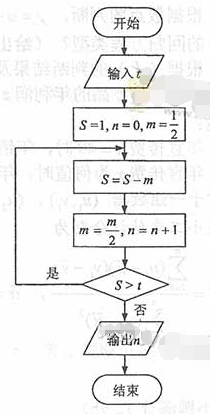 开始
输入t
S=1,n=0,m=1/2
S=S-m
m=m/2,n=n+1
是
S>t
否
输出n
结束